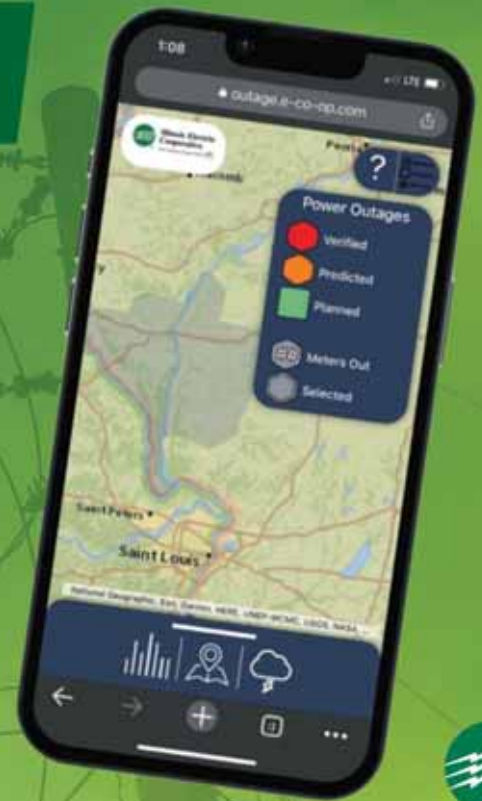 1:08
LTE
outage.e-co-op.com
Illinois Electric
Cooperative
?
Power Outages
Verified
Predicted
Planned
Meters Out
Selected
Saint Peters
Saint Louis
National Geographic, Esri, Garmin, HERE, UNEP-WCMC, USGS, NASA, ...